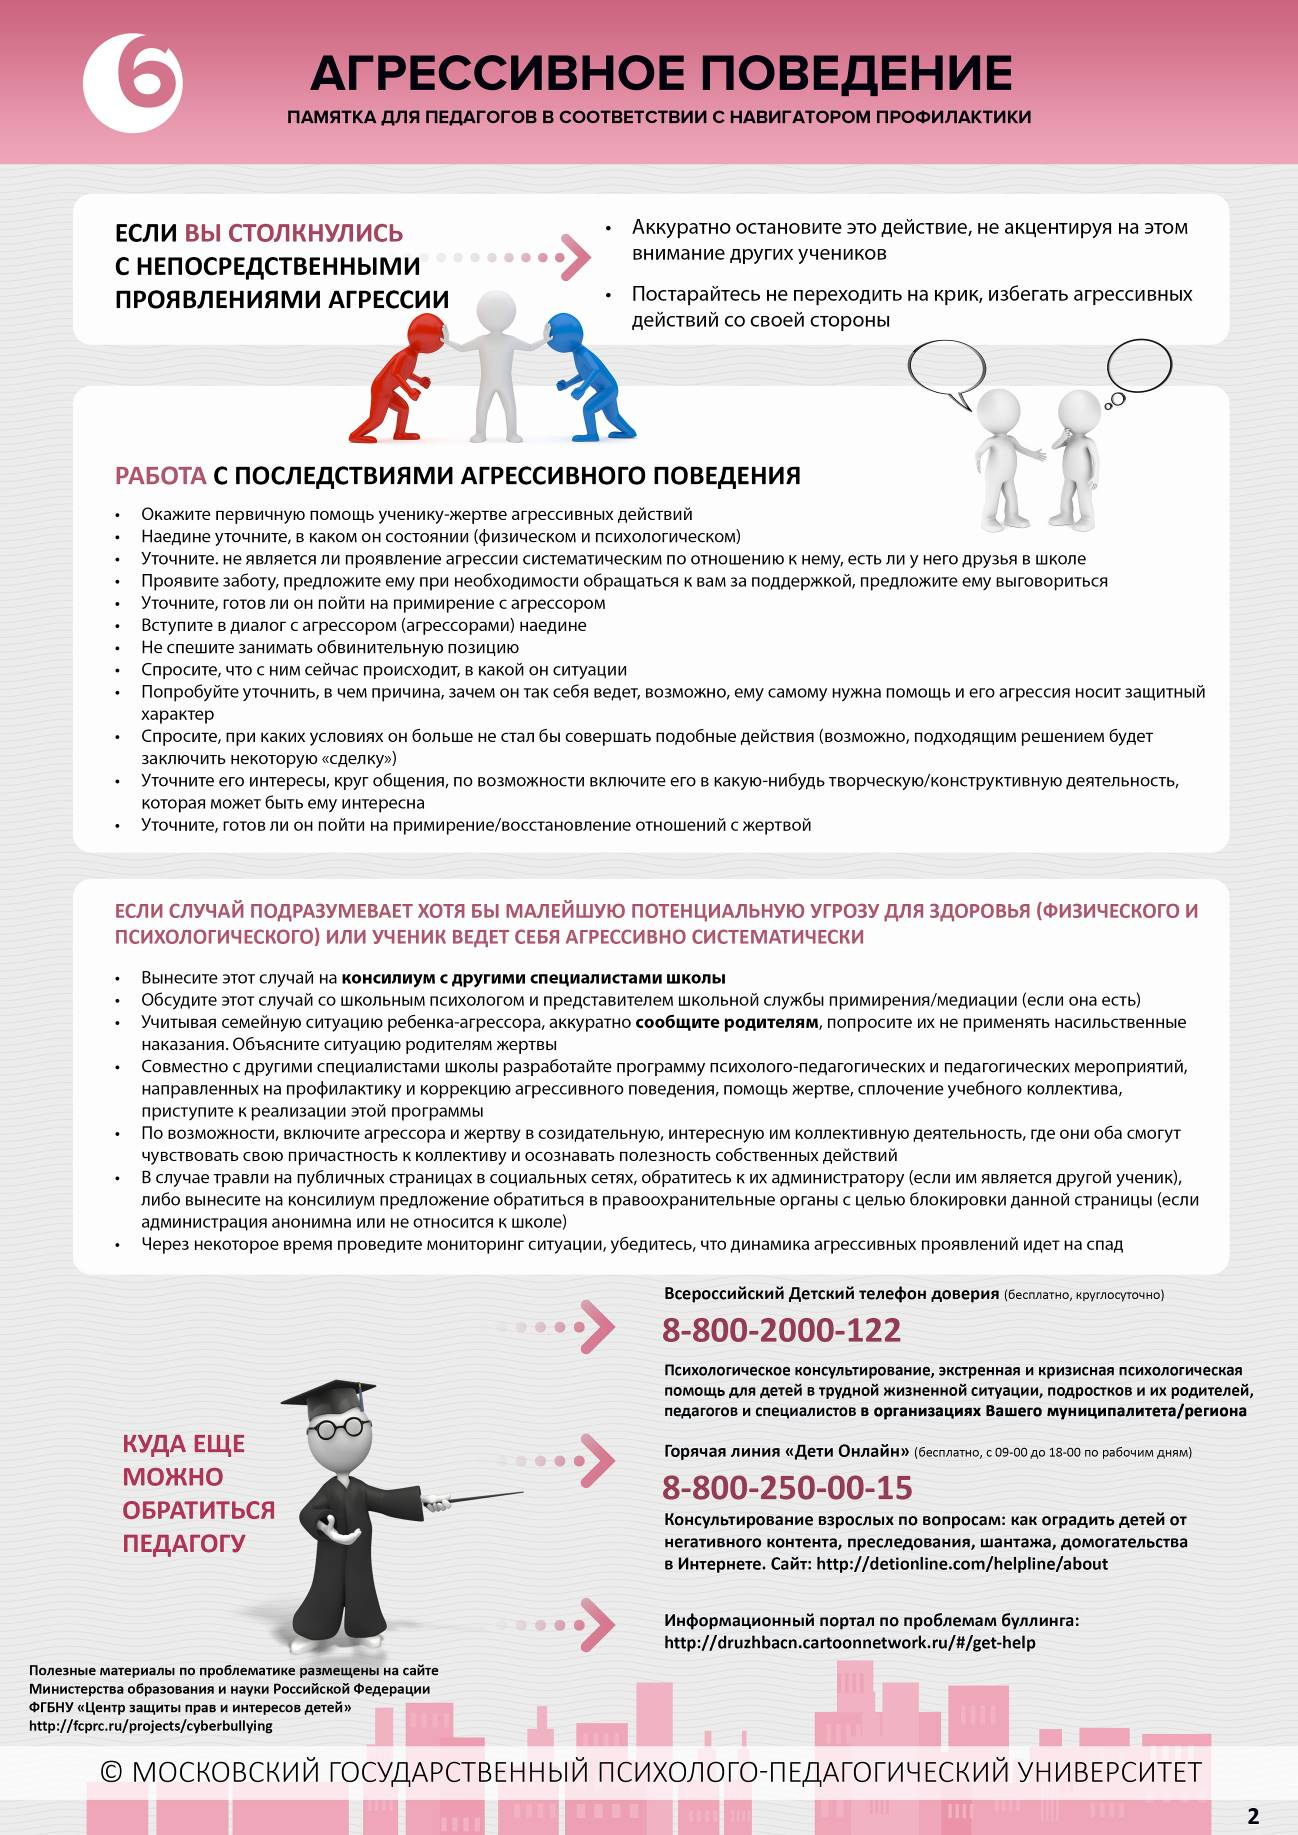 6
АГРЕССИВНОЕ ПОВЕДЕНИЕ
ПАМЯТКА ДЛЯ ПЕДАГОГОВ В СООТВЕТСТВИИ С НАВИГАТОРОМ ПРОФИЛАКТИКИ
ЕСЛИ ВЫ СТОЛКНУЛИСЬ
С НЕПОСРЕДСТВЕННЫМИ
ПРОЯВЛЕНИЯМИ АГРЕССИИ
• Аккуратно остановите это действие, не акцентируя на этом
внимание других учеников
• Постарайтесь не переходить на крик, избегать агрессивных
действий со своей стороны
РАБОТА С ПОСЛЕДСТВИЯМИ АГРЕССИВНОГО ПОВЕДЕНИЯ
• Окажите первичную помощь ученику-жертве агрессивных действий
• Наедине уточните, в каком он состоянии (физическом и психологическом)
• Уточните. не является ли проявление агрессии систематическим по отношению к нему, есть ли у него друзья в школе
• Проявите заботу, предложите ему при необходимости обращаться к вам за поддержкой, предложите ему выговориться
• Уточните, готов ли он пойти на примирение с агрессором
• Вступите в диалог с агрессором (агрессорами) наедине
• Не спешите занимать обвинительную позицию
• Спросите, что с ним сейчас происходит, в какой он ситуации
• Попробуйте уточнить, в чем причина, зачем он так себя ведет, возможно, ему самому нужна помощь и его агрессия носит защитный
характер
• Спросите, при каких условиях он больше не стал бы совершать подобные действия (возможно, подходящим решением будет
заключить некоторую «сделку»)
• Уточните его интересы, круг общения, по возможности включите его в какую-нибудь творческую/конструктивную деятельность,
которая может быть ему интересна
• Уточните, готов ли он пойти на примирение/восстановление отношений с жертвой
ЕСЛИ СЛУЧАЙ ПОДРАЗУМЕВАЕТ ХОТЯ БЫ МАЛЕЙШУЮ ПОТЕНЦИАЛЬНУЮ УГРОЗУ ДЛЯ ЗДОРОВЬЯ (ФИЗИЧЕСКОГО И
ПСИХОЛОГИЧЕСКОГО) ИЛИ УЧЕНИК ВЕДЕТ СЕБЯ АГРЕССИВНО СИСТЕМАТИЧЕСКИ
• Вынесите этот случай на консилиум с другими специалистами школы
• Обсудите этот случай со школьным психологом и представителем школьной службы примирения/медиации (если она есть)
• Учитывая семейную ситуацию ребенка-агрессора, аккуратно сообщите родителям, попросите их не применять насильственные
наказания. Объясните ситуацию родителям жертвы
• Совместно с другими специалистами школы разработайте программу психолого-педагогических и педагогических мероприятий,
направленных на профилактику и коррекцию агрессивного поведения, помощь жертве, сплочение учебного коллектива,
приступите к реализации этой программы
• По возможности, включите агрессора и жертву в созидательную, интересную им коллективную деятельность, где они оба смогут
чувствовать свою причастность к коллективу и осознавать полезность собственных действий
• В случае травли на публичных страницах в социальных сетях, обратитесь к их администратору (если им является другой ученик),
либо вынесите на консилиум предложение обратиться в правоохранительные органы с целью блокировки данной страницы (если
администрация анонимна или не относится к школе)
• Через некоторое время проведите мониторинг ситуации, убедитесь, что динамика агрессивных проявлений идет на спад
КУДА ЕЩЕ
МОЖНО
ОБРАТИТЬСЯ
ПЕДАГОГУ
Всероссийский Детский телефон доверия (бесплатно, круглосуточно)
8-800-2000-122
Психологическое консультирование, экстренная и кризисная психологическая
помощь для детей в трудной жизненной ситуации, подростков и их родителей,
педагогов и специалистов в организациях Вашего муниципалитета/региона
Горячая линия «Дети Онлайн» (бесплатно, с 09-00 до 18-00 по рабочим дням)
8-800-250-00-15
Консультирование взрослых по вопросам: как оградить детей от
негативного контента, преследования, шантажа, домогательства
в Интернете. Сайт: http://detionline.com/helpline/about
Информационный портал по проблемам буллинга:
http://druzhbacn.cartoonnetwork.ru/#/get-help
Полезные материалы по проблематике размещены на сайте
Министерства образования и науки Российской Федерации
ФГБНУ «Центр защиты прав и интересов детей»
http://fcprc.ru/projects/cyberbullying
© МОСКОВСКИЙ ГОСУДАРСТВЕННЫЙ ПСИХОЛОГО-ПЕДАГОГИЧЕСКИЙ УНИВЕРСИТЕТ
2